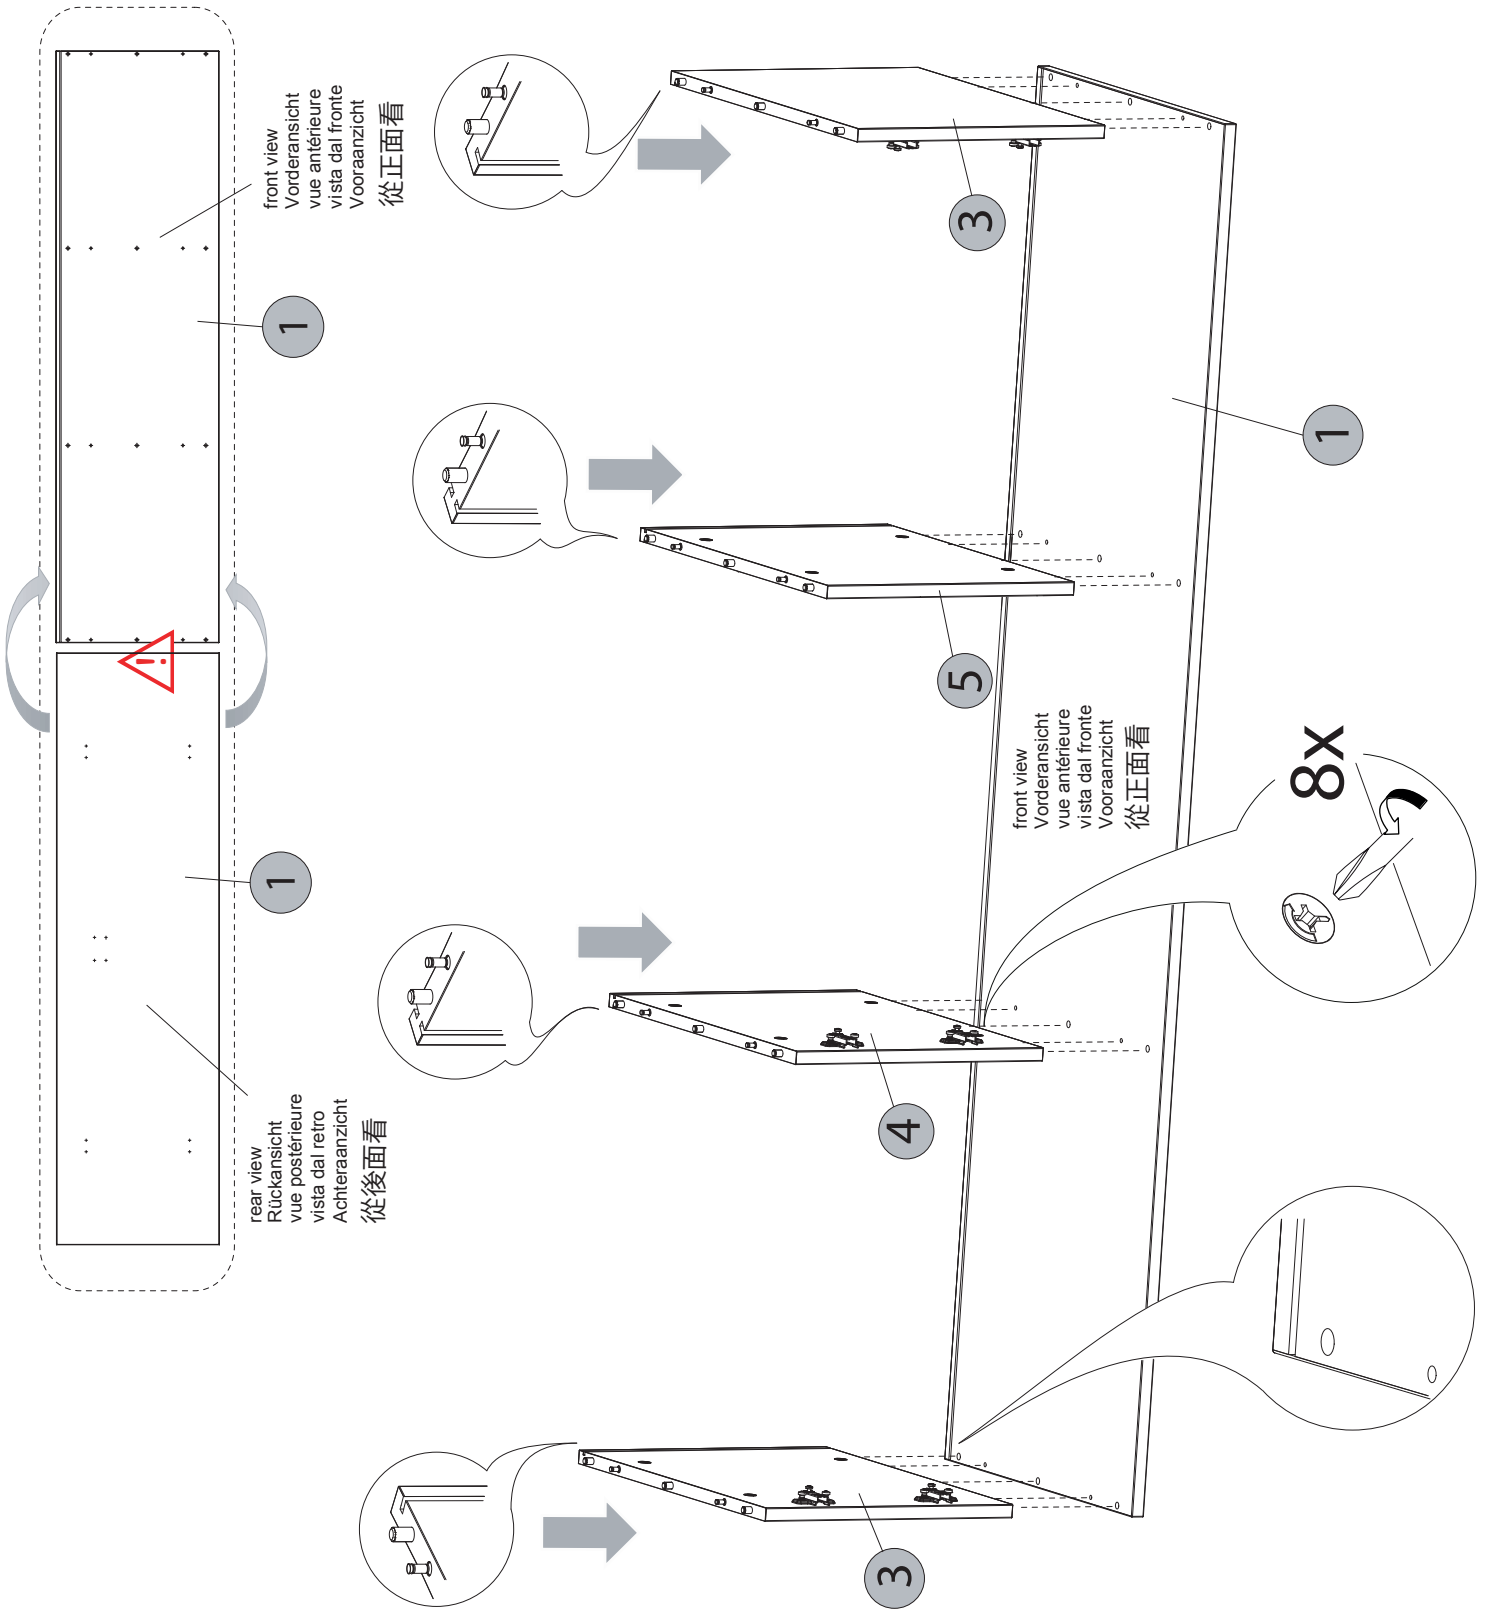 rear view
Rückansicht
vue postérieure
vista dal retro
Achteraanzicht
從後面看
1
1
front view
Vorderansicht
vue antérieure
vista dal fronte
Vooraanzicht
從正面看
!
3
4
5
3
front view
Vorderansicht
vue antérieure
vista dal fronte
Vooraanzicht
從正面看
8x
1